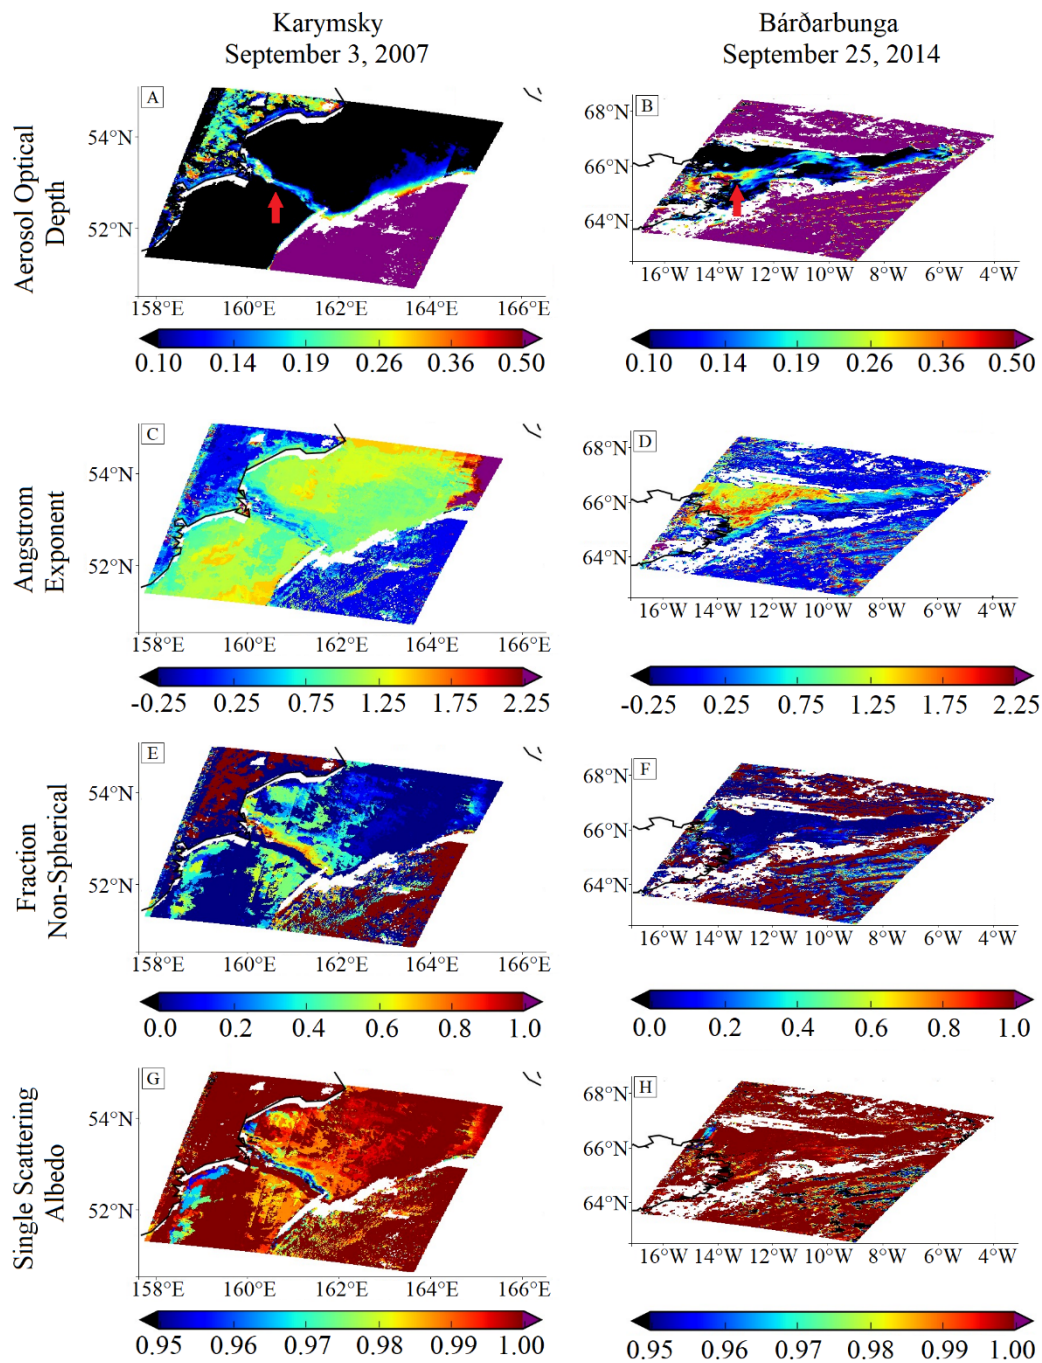 Karymsky
September 3, 2007
Bárðarbunga
September 25, 2014
Aerosol Optical
Depth
A
54°N
52°N
158°E 160°E 162°E 164°E 166°E
0.10 0.14 0.19 0.26 0.36 0.50
B
68°N
66°N
64°N
16°W 14°W 12°W 10°W 8°W 6°W 4°W
0.10 0.14 0.19 0.26 0.36 0.50
Angstrom
Exponent
C
54°N
52°N
158°E 160°E 162°E 164°E 166°E
-0.25 0.25 0.75 1.25 1.75 2.25
D
68°N
66°N
64°N
16°W 14°W 12°W 10°W 8°W 6°W 4°W
-0.25 0.25 0.75 1.25 1.75 2.25
Fraction
Non-Spherical
E
54°N
52°N
158°E 160°E 162°E 164°E 166°E
0.0 0.2 0.4 0.6 0.8 1.0
F
68°N
66°N
64°N
16°W 14°W 12°W 10°W 8°W 6°W 4°W
0.0 0.2 0.4 0.6 0.8 1.0
Single Scattering
Albedo
G
54°N
52°N
158°E 160°E 162°E 164°E 166°E
0.95 0.96 0.97 0.98 0.99 1.00
H
68°N
66°N
64°N
16°W 14°W 12°W 10°W 8°W 6°W 4°W
0.95 0.96 0.97 0.98 0.99 1.00